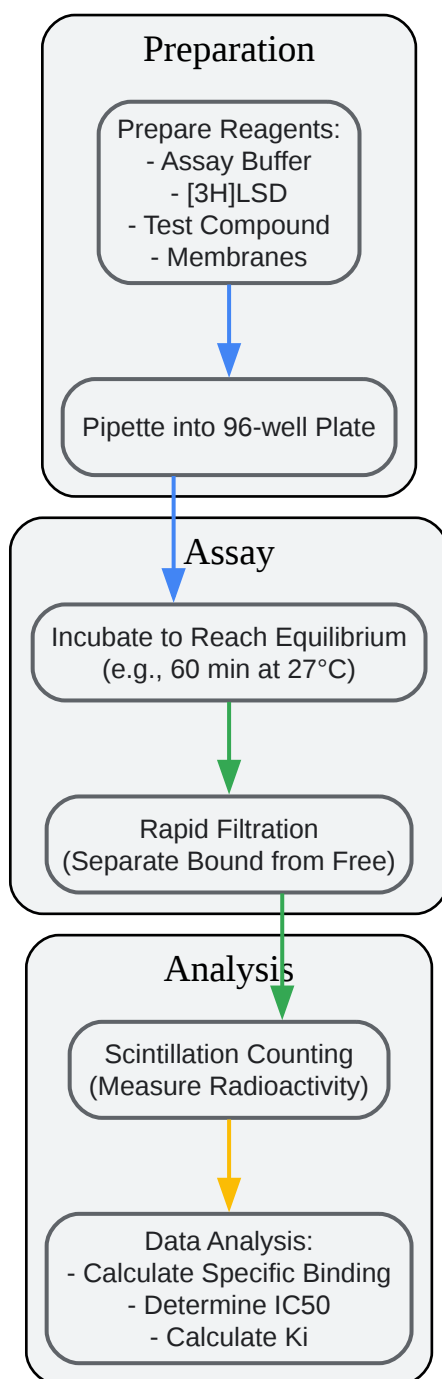 Preparation
Prepare Reagents:
- Assay Buffer
- [3H]LSD
- Test Compound
- Membranes
Pipette into 96-well Plate
Assay
Incubate to Reach Equilibrium
(e.g., 60 min at 27°C)
Rapid Filtration
(Separate Bound from Free)
Analysis
Scintillation Counting
(Measure Radioactivity)
Data Analysis:
- Calculate Specific Binding
- Determine IC50
- Calculate Ki